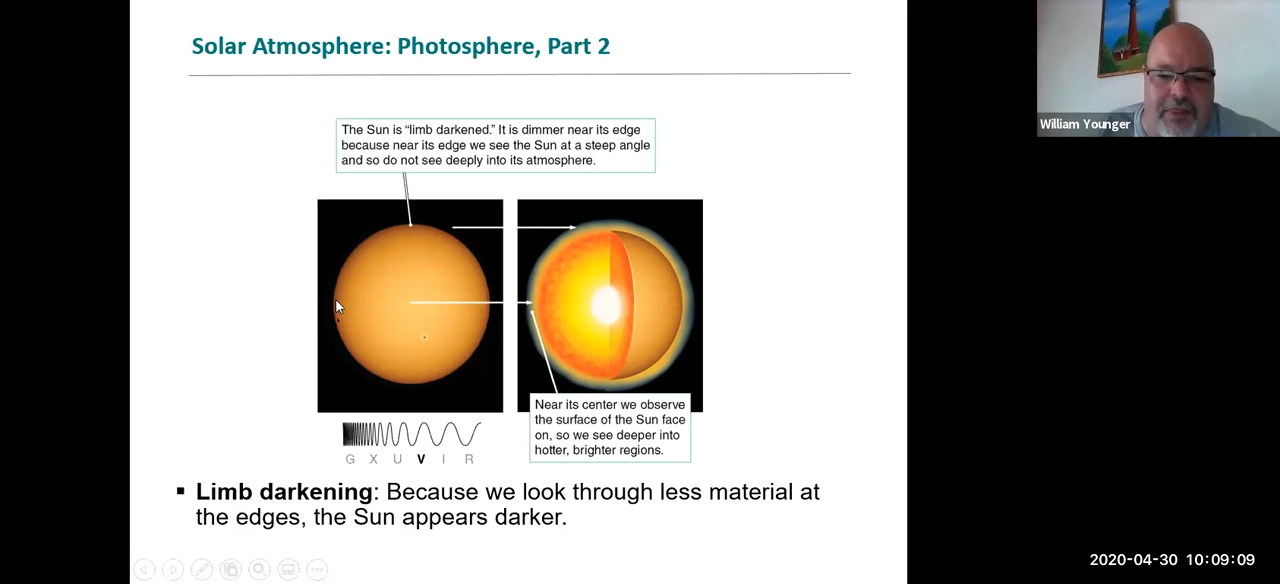 Solar Atmosphere: Photosphere, Part 2
The Sun is “limb darkened.” It is dimmer near its edge
because near its edge we see the Sun at a steep angle
and so do not see deeply into its atmosphere.
Near its center we observe
the surface of the Sun face
on, so we see deeper into
hotter, brighter regions.
G X U V I R
▪ Limb darkening: Because we look through less material at
the edges, the Sun appears darker.
William Younger
2020-04-30 10:09:09